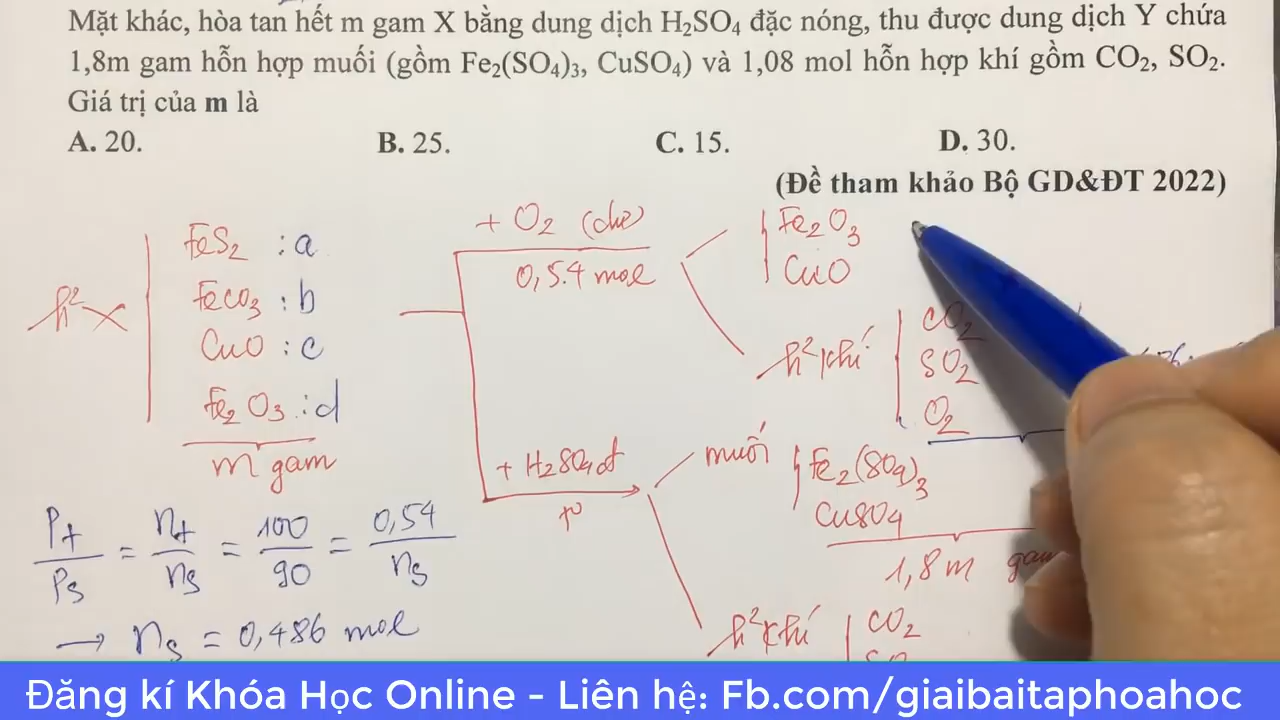 Mặt khác, hòa tan hết m gam X bằng dung dịch H₂SO₄ đặc nóng, thu được dung dịch Y chứa
1,8m gam hỗn hợp muối (gồm Fe₂(SO₄)₃, CuSO₄) và 1,08 mol hỗn hợp khí gồm CO₂, SO₂.
Giá trị của m là
A. 20. B. 25. C. 15. D. 30.
(Đề tham khảo Bộ GD&ĐT 2022)
h² X
FeS₂ : a
FeCO₃ : b
CuO : c
Fe₂O₃ : d
m gam
+ O₂ (dư)
0,54 mol
Fe₂O₃
CuO
h² khí
CO₂
SO₂
O₂
+ H₂SO₄ đ
t⁰
muối
Fe₂(SO₄)₃
CuSO₄
1,8 m gam
h² khí
CO₂
Pt/Ps = nt/ns = 100/90 = 0,54/ns
→ ns = 0,486 mol
Đăng kí Khóa Học Online - Liên hệ: Fb.com/giaibaitaphoahoc